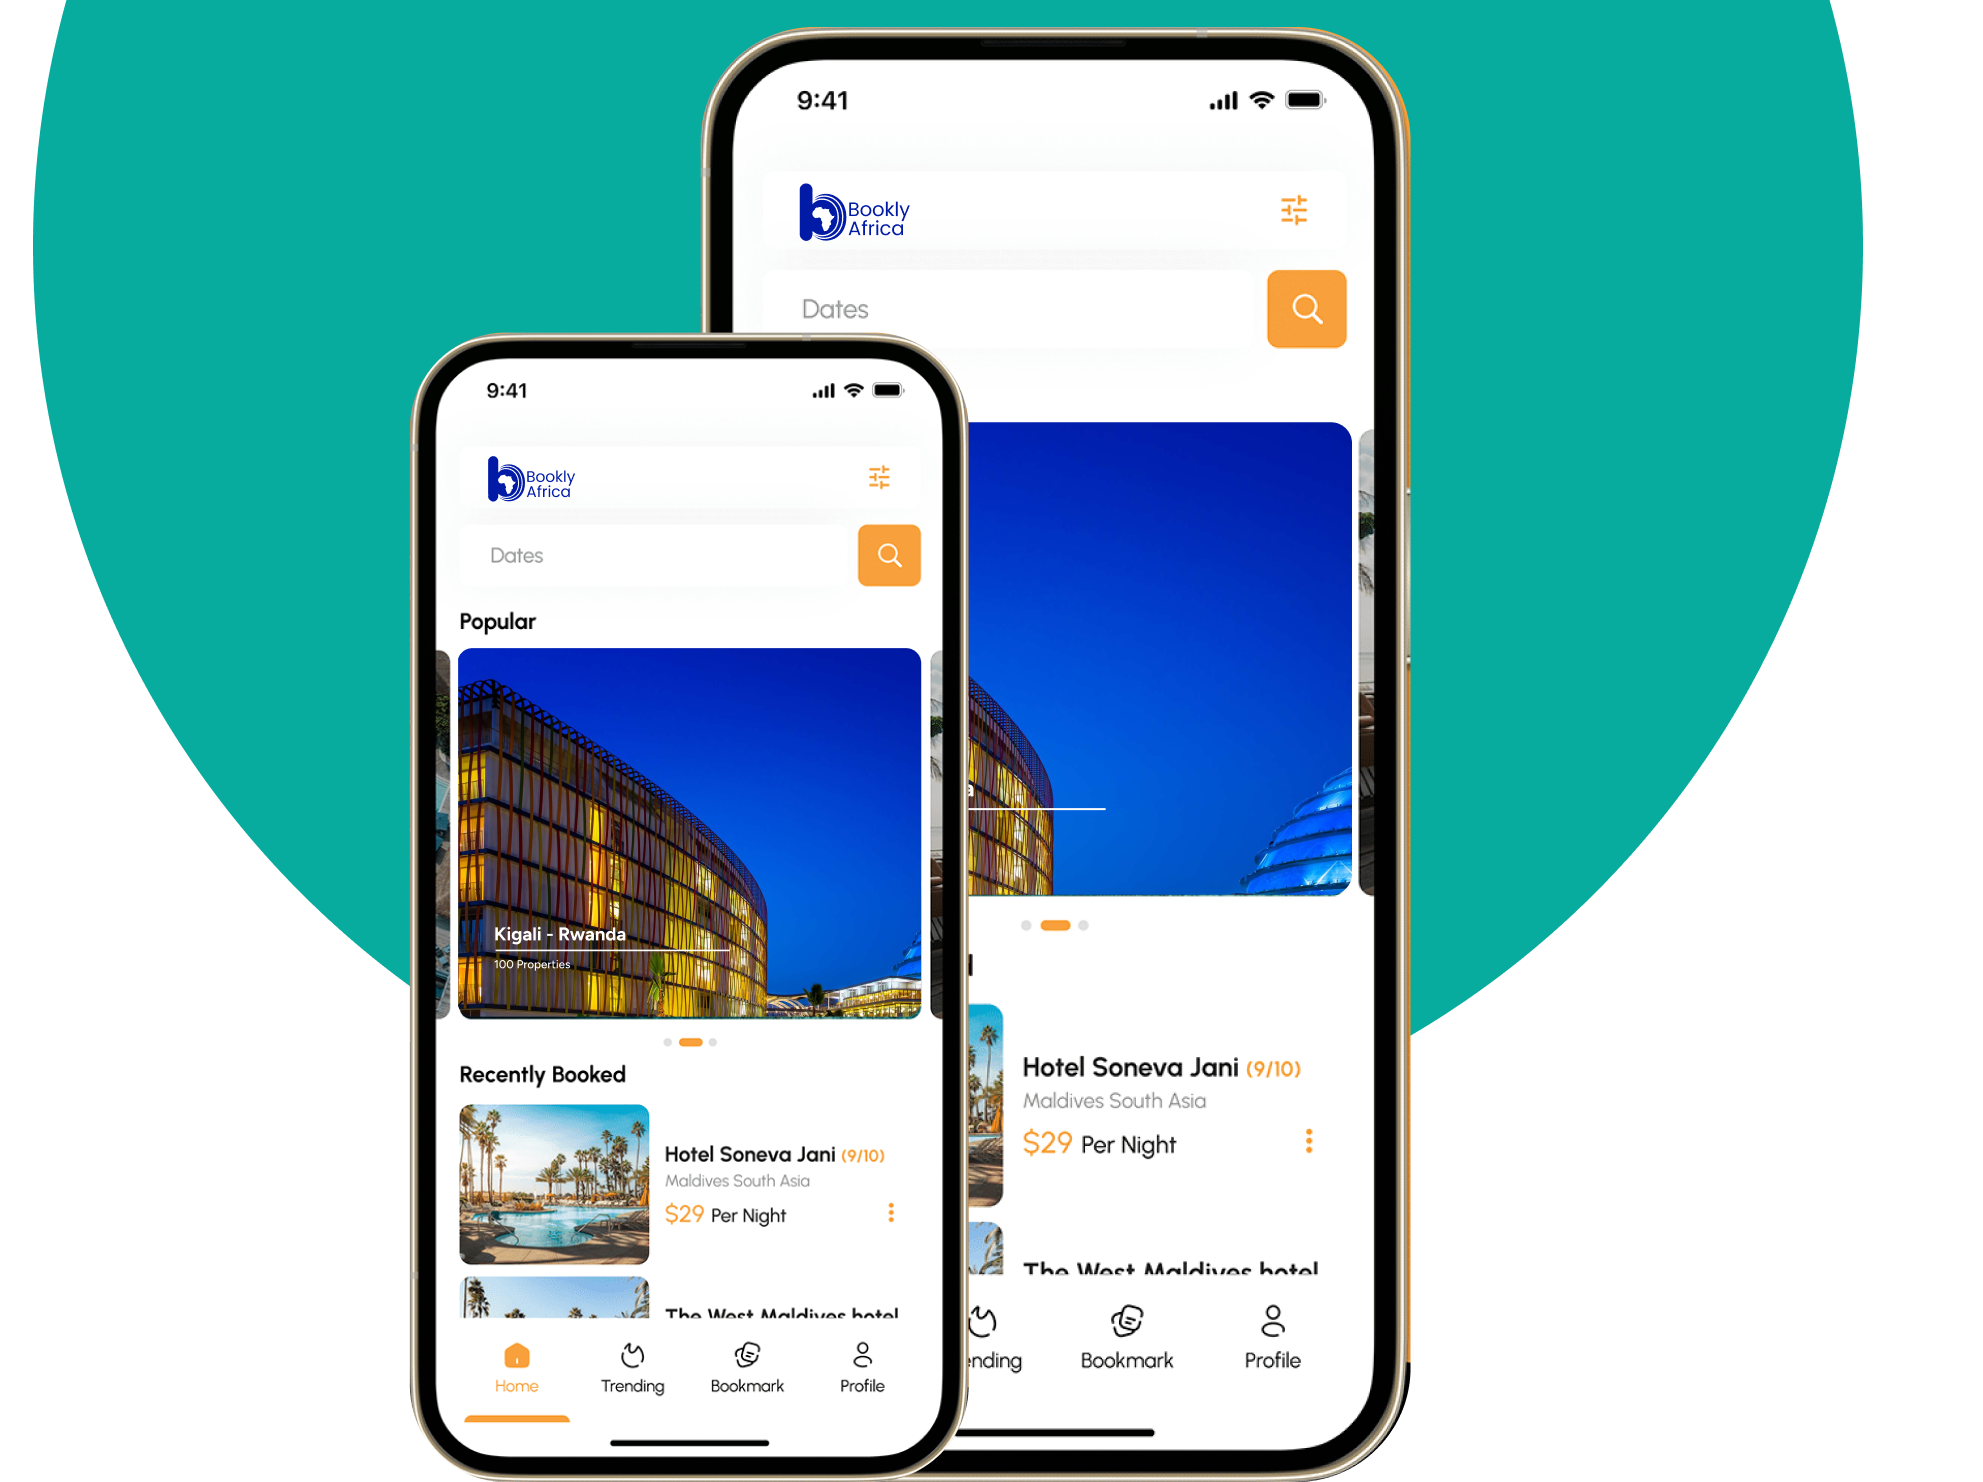 9:41
Bookly
Africa
Dates
9:41
Bookly
Africa
Dates
Popular
Kigali - Rwanda
100 Properties
Recently Booked
Hotel Soneva Jani (9/10)
Maldives South Asia
$29 Per Night
The West Maldives hotel
Home
Trending
Bookmark
Profile
Hotel Soneva Jani (9/10)
Maldives South Asia
$29 Per Night
The West Maldives hotel
ending
Bookmark
Profile